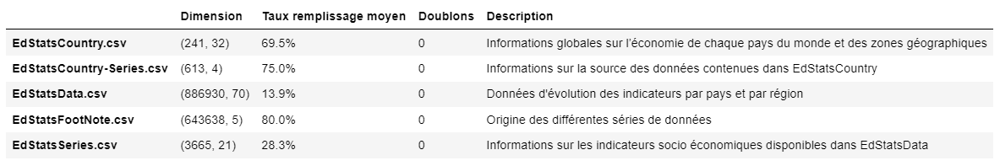 Dimension Taux remplissage moyen Doublons Description
EdStatsCountry.csv (241, 32) 69.5% 0 Informations globales sur l’économie de chaque pays du monde et des zones géographiques
EdStatsCountry-Series.csv (613, 4) 75.0% 0 Informations sur la source des données contenues dans EdStatsCountry
EdStatsData.csv (886930, 70) 13.9% 0 Données d'évolution des indicateurs par pays et par région
EdStatsFootNote.csv (643638, 5) 80.0% 0 Origine des différentes séries de données
EdStatsSeries.csv (3665, 21) 28.3% 0 Informations sur les indicateurs socio économiques disponibles dans EdStatsData